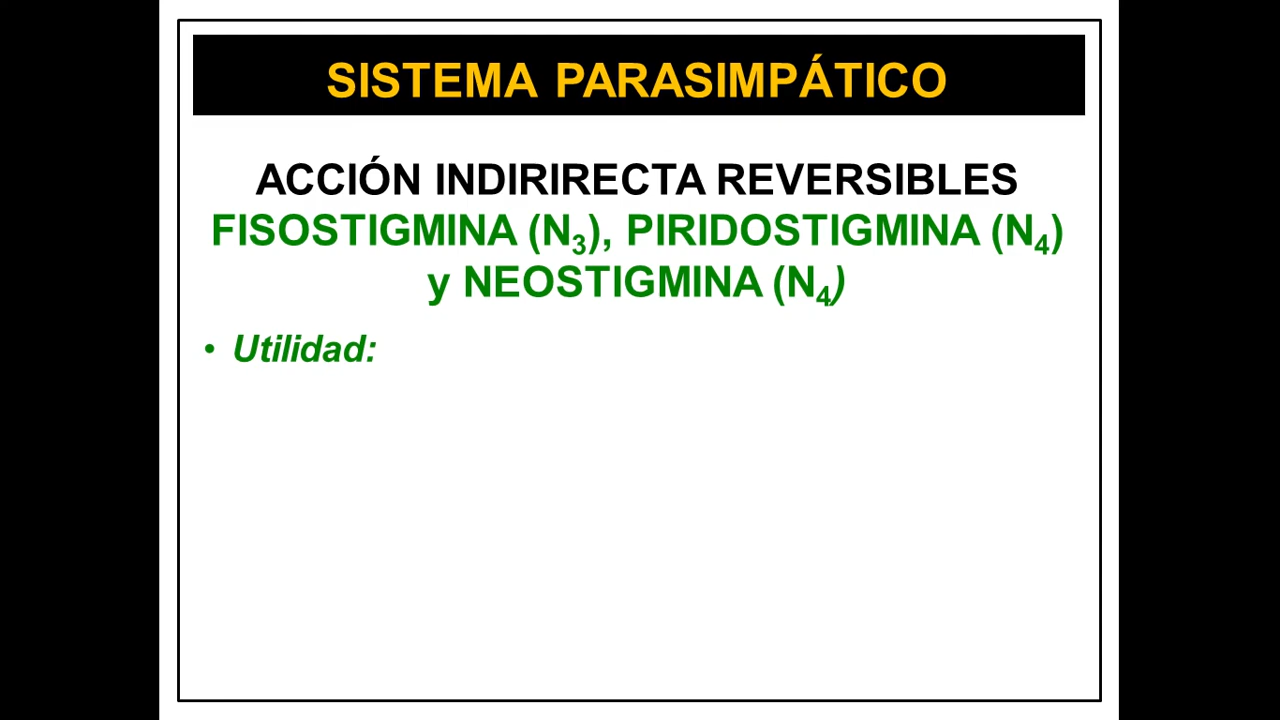 SISTEMA PARASIMPÁTICO
ACCIÓN INDIRIRECTA REVERSIBLES
FISOSTIGMINA (N3), PIRIDOSTIGMINA (N4)
y NEOSTIGMINA (N4)
• Utilidad: